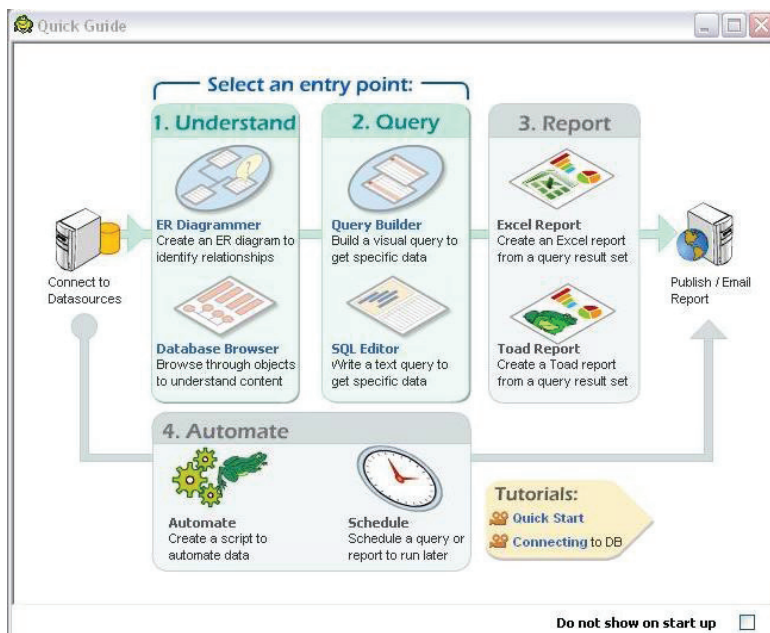 Quick Guide
Select an entry point:
1. Understand
2. Query
3. Report
ER Diagrammer
Create an ER diagram to
identify relationships
Query Builder
Build a visual query to
get specific data
Excel Report
Create an Excel report
from a query result set
Connect to
Datasources
Publish / Email
Report
Database Browser
Browse through objects
to understand content
SQL Editor
Write a text query to
get specific data
Toad Report
Create a Toad report
from a query result set
4. Automate
Automate
Create a script to
automate data
Schedule
Schedule a query or
report to run later
Tutorials:
Quick Start
Connecting to DB
Do not show on start up